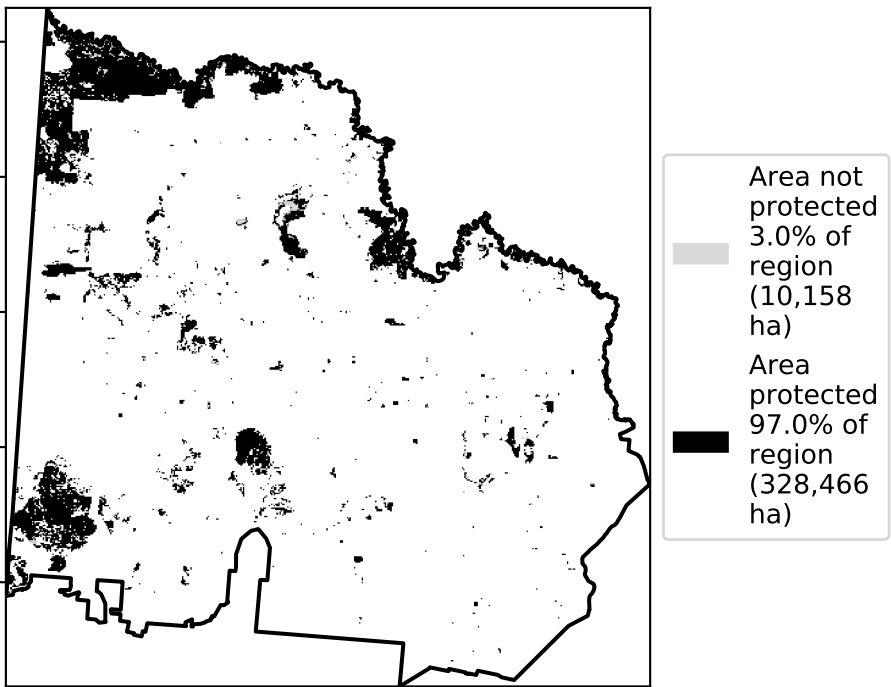 Area not
protected
3.0% of
region
(10,158
ha)
Area
protected
97.0% of
region
(328,466
ha)